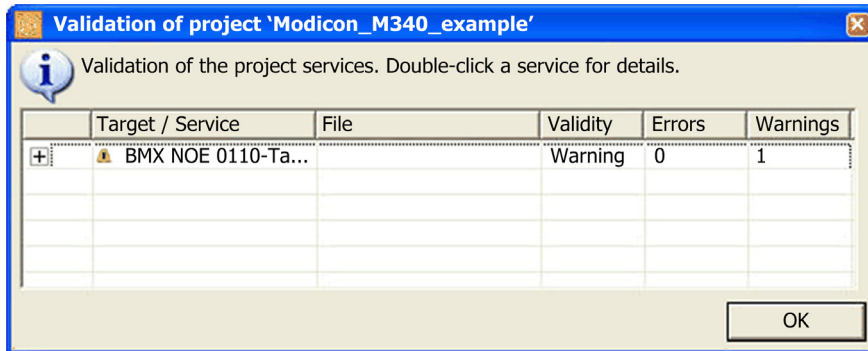 Validation of project ‘Modicon_M340_example’
Validation of the project services. Double-click a service for details.
Target / Service File Validity Errors Warnings
BMX NOE 0110-Ta... Warning 0 1
OK